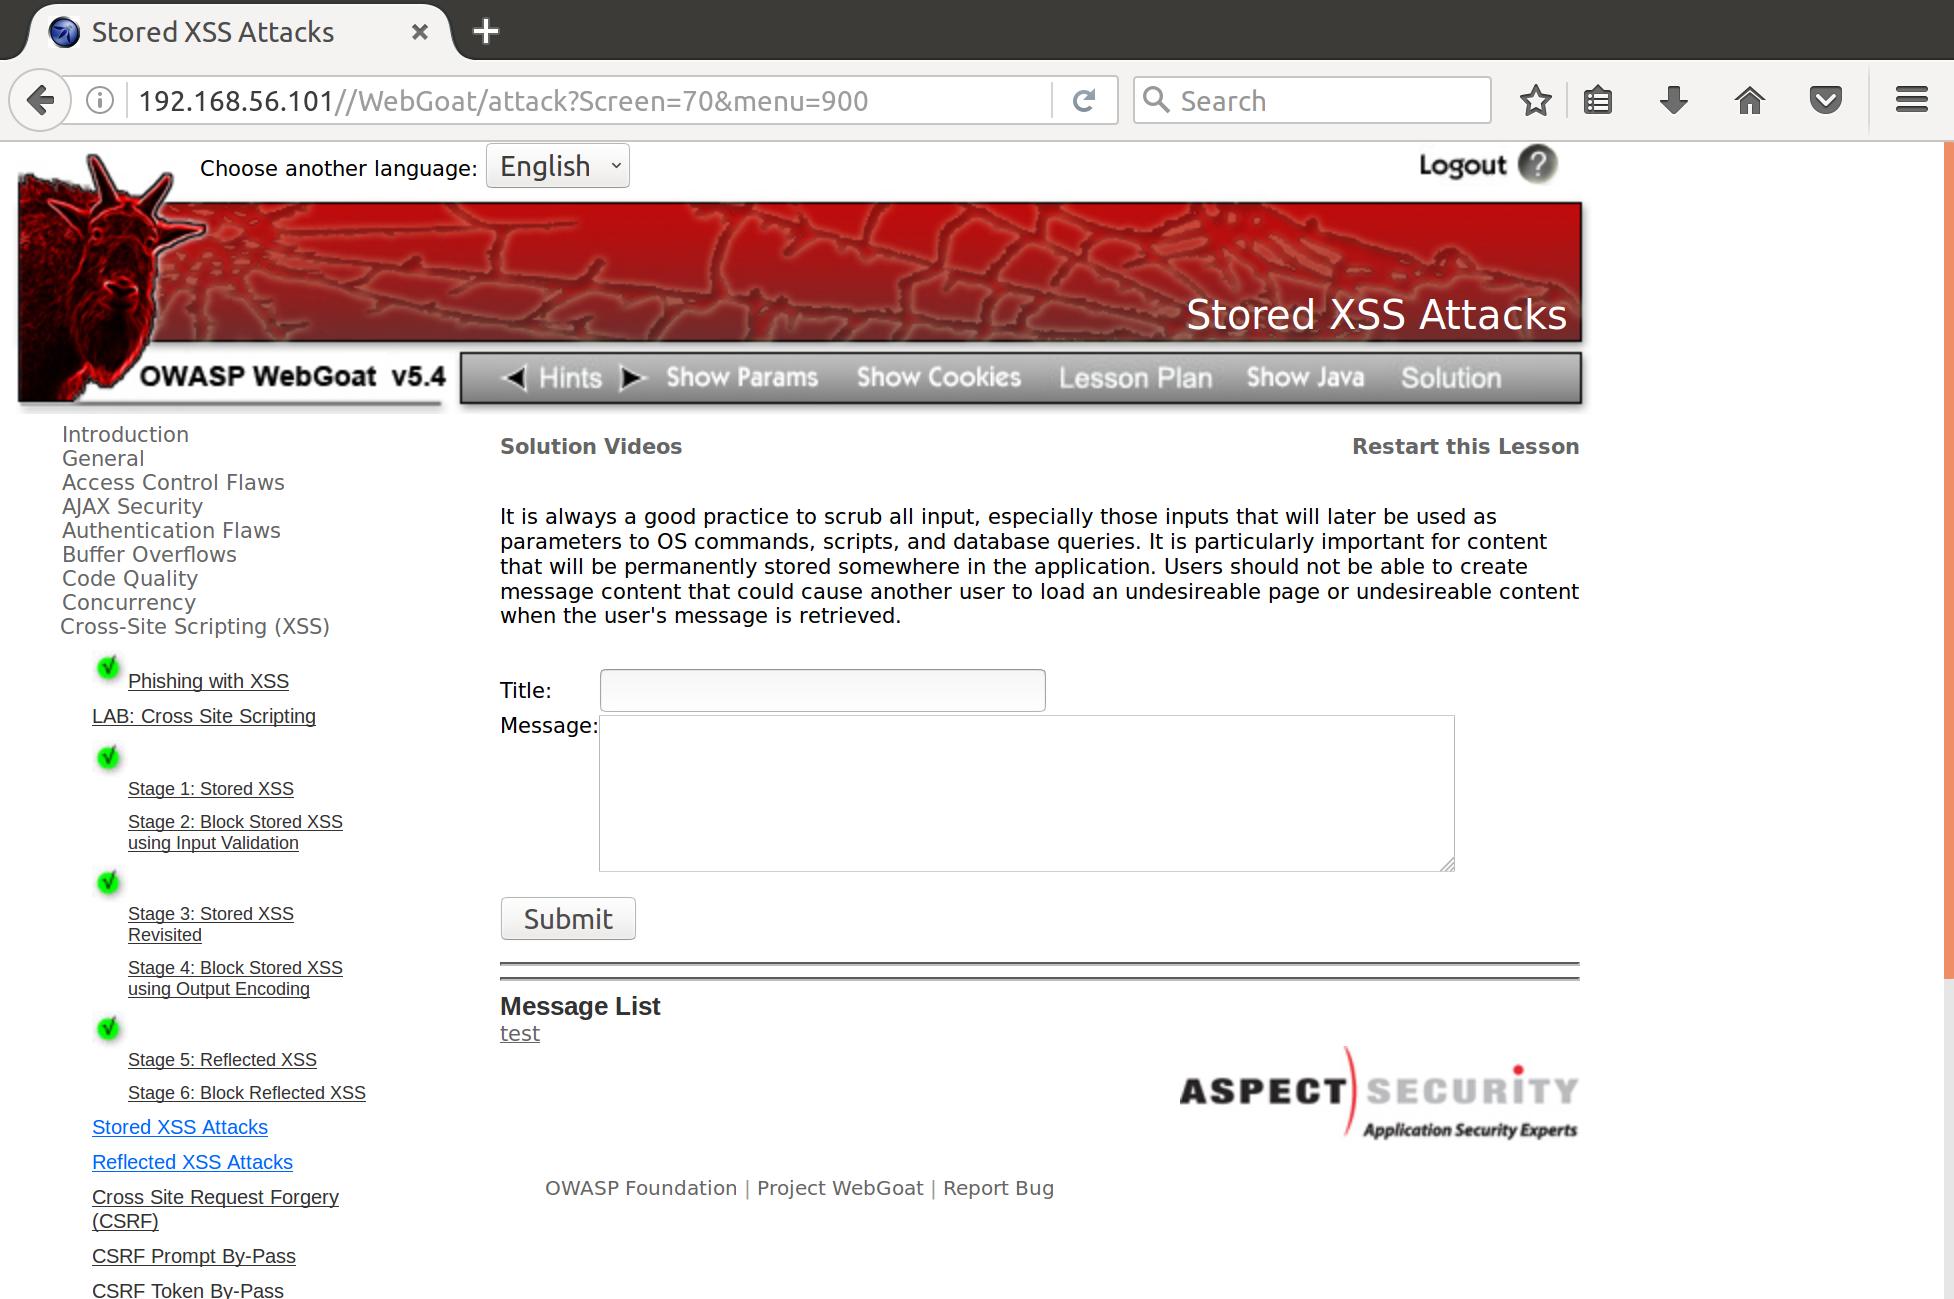 Stored XSS Attacks
192.168.56.101//WebGoat/attack?Screen=70&menu=900
Search
Choose another language: English
Logout ?
Stored XSS Attacks
OWASP WebGoat v5.4
Hints Show Params Show Cookies Lesson Plan Show Java Solution
Introduction
General
Access Control Flaws
AJAX Security
Authentication Flaws
Buffer Overflows
Code Quality
Concurrency
Cross-Site Scripting (XSS)
Phishing with XSS
LAB: Cross Site Scripting
Stage 1: Stored XSS
Stage 2: Block Stored XSS
using Input Validation
Stage 3: Stored XSS
Revisited
Stage 4: Block Stored XSS
using Output Encoding
Stage 5: Reflected XSS
Stage 6: Block Reflected XSS
Stored XSS Attacks
Reflected XSS Attacks
Cross Site Request Forgery
(CSRF)
CSRF Prompt By-Pass
CSRF Token By-Pass
Solution Videos
Restart this Lesson
It is always a good practice to scrub all input, especially those inputs that will later be used as
parameters to OS commands, scripts, and database queries. It is particularly important for content
that will be permanently stored somewhere in the application. Users should not be able to create
message content that could cause another user to load an undesireable page or undesireable content
when the user's message is retrieved.
Title:
Message:
Submit
Message List
test
ASPECT SECURITY
Application Security Experts
OWASP Foundation | Project WebGoat | Report Bug